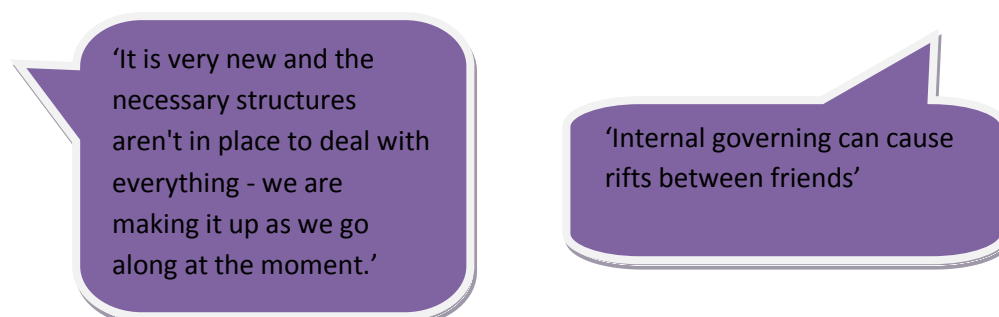 ‘It is very new and the
necessary structures
aren't in place to deal with
everything - we are
making it up as we go
along at the moment.’
‘Internal governing can cause
rifts between friends’